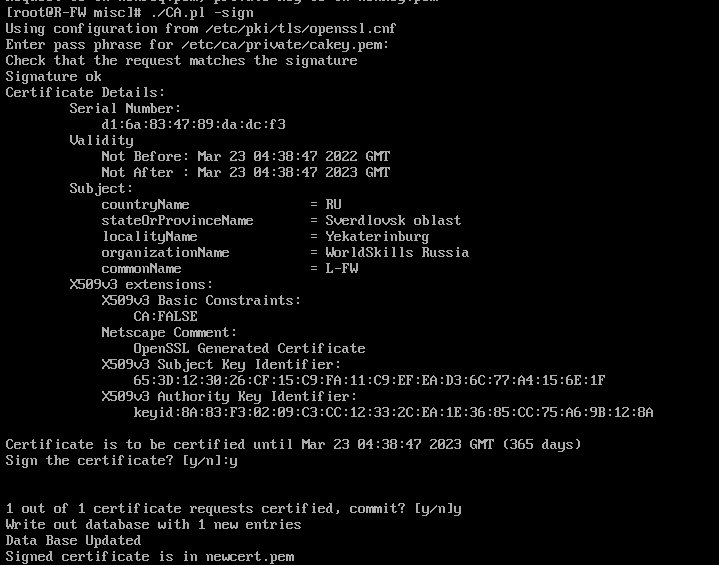 [root@R-FW misc]# ./CA.pl -sign
Using configuration from /etc/pki/tls/openssl.cnf
Enter pass phrase for /etc/ca/private/cakey.pem:
Check that the request matches the signature
Signature ok
Certificate Details:
        Serial Number:
            d1:6a:83:47:89:da:dc:f3
        Validity
            Not Before: Mar 23 04:38:47 2022 GMT
            Not After : Mar 23 04:38:47 2023 GMT
        Subject:
            countryName               = RU
            stateOrProvinceName       = Sverdlovsk oblast
            localityName              = Yekaterinburg
            organizationName          = WorldSkills Russia
            commonName                = L-FW
        X509v3 extensions:
            X509v3 Basic Constraints:
                CA:FALSE
            Netscape Comment:
                OpenSSL Generated Certificate
            X509v3 Subject Key Identifier:
                65:3D:12:30:26:CF:15:C9:FA:11:C9:EF:EA:D3:6C:77:A4:15:6E:1F
            X509v3 Authority Key Identifier:
                keyid:8A:83:F3:02:09:C3:CC:12:33:2C:EA:1E:36:85:CC:75:A6:9B:12:8A
Certificate is to be certified until Mar 23 04:38:47 2023 GMT (365 days)
Sign the certificate? [y/n]:y
1 out of 1 certificate requests certified, commit? [y/n]y
Write out database with 1 new entries
Data Base Updated
Signed certificate is in newcert.pem